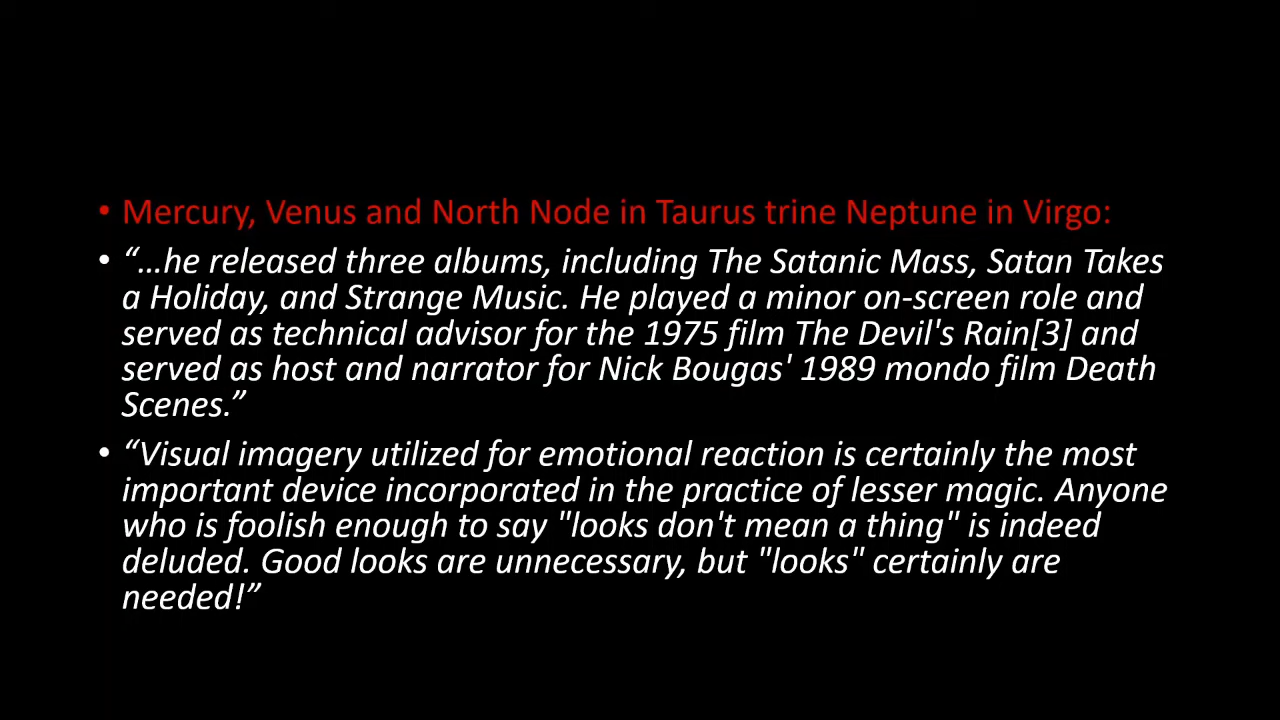 • Mercury, Venus and North Node in Taurus trine Neptune in Virgo:
• “…he released three albums, including The Satanic Mass, Satan Takes
a Holiday, and Strange Music. He played a minor on-screen role and
served as technical advisor for the 1975 film The Devil's Rain[3] and
served as host and narrator for Nick Bougas' 1989 mondo film Death
Scenes.”
• “Visual imagery utilized for emotional reaction is certainly the most
important device incorporated in the practice of lesser magic. Anyone
who is foolish enough to say "looks don't mean a thing" is indeed
deluded. Good looks are unnecessary, but "looks" certainly are
needed!”